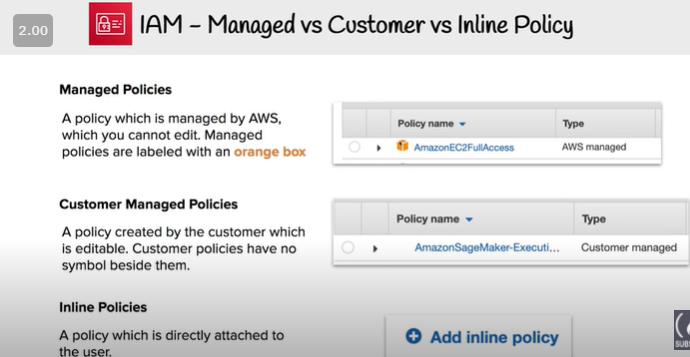 2.00
IAM – Managed vs Customer vs Inline Policy
Managed Policies
A policy which is managed by AWS,
which you cannot edit. Managed
policies are labeled with an orange box
Policy name Type
AmazonEC2FullAccess AWS managed
Customer Managed Policies
A policy created by the customer which
is editable. Customer policies have no
symbol beside them.
Policy name Type
AmazonSageMaker-Executi... Customer managed
Inline Policies
A policy which is directly attached to
the user.
Add inline policy